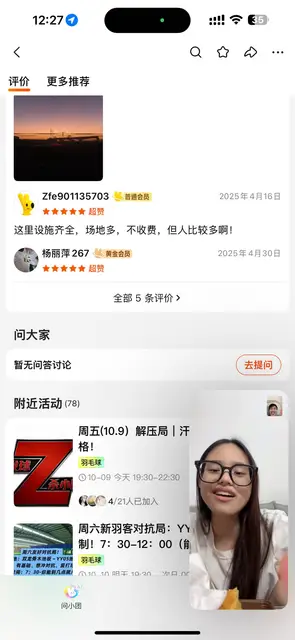 12:27
35
评价 更多推荐
Zfe901135703 普通会员 2025年4月16日
超赞
这里设施齐全，场地多，不收费，但人比较多啊！
杨丽萍267 黄金会员 2025年4月30日
超赞
全部 5 条评价
问大家
暂无问答讨论 去提问
附近活动 (78)
周五(10.9）解压局｜汗
格！
羽毛球
10-09 今天 19:30-22:30
4/21人已加入
周六新羽客对抗局：YY
制！7：30-12：00（能
羽毛球
10-10 明天 19:30
问小团